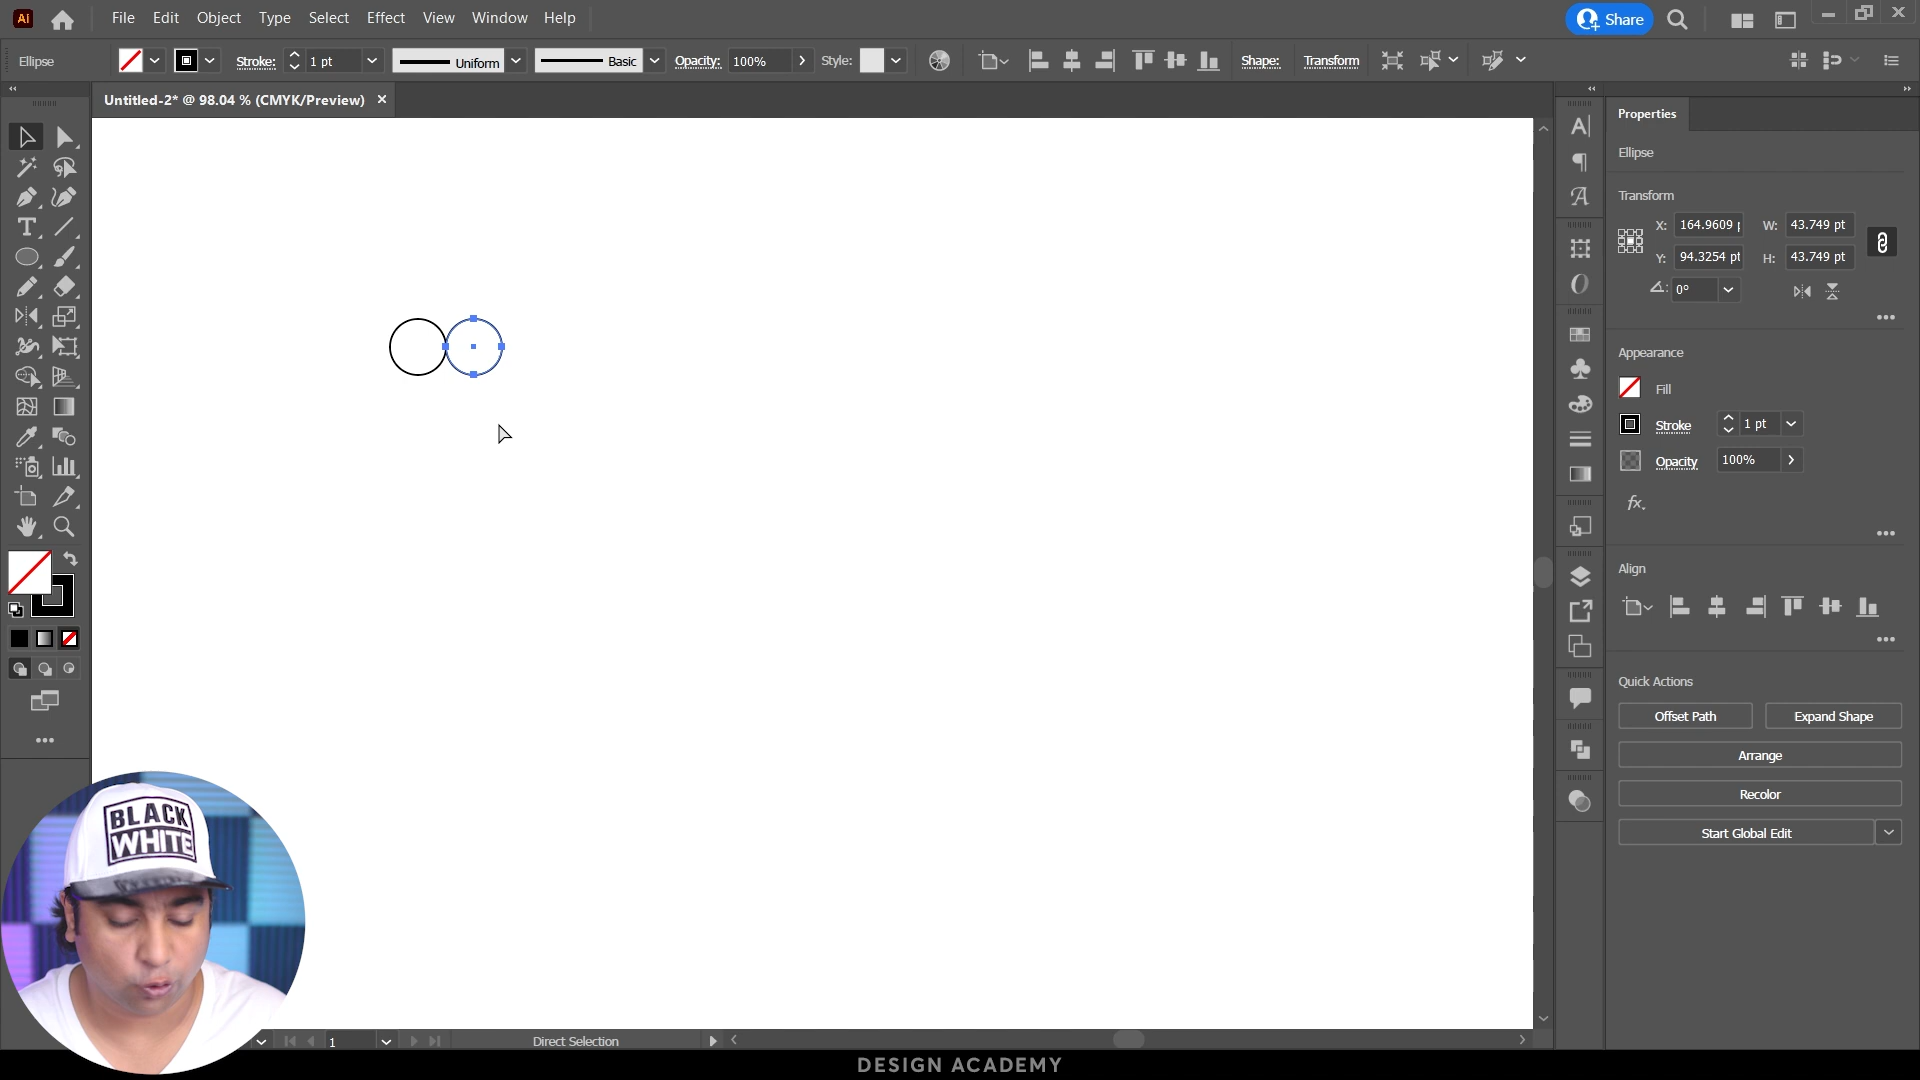 Ai File Edit Object Type Select Effect View Window Help Share
Ellipse Stroke: 1 pt Uniform Basic Opacity: 100% Style: Shape: Transform
Untitled-2* @ 98.04 % (CMYK/Preview) ×
Properties
Ellipse
Transform
X: 164.9609 W: 43.749 pt
Y: 94.3254 pt H: 43.749 pt
0°
Appearance
Fill
Stroke 1 pt
Opacity 100%
fx.
Align
Quick Actions
Offset Path Expand Shape
Arrange
Recolor
Start Global Edit
BLACK
WHITE
1 Direct Selection
DESIGN ACADEMY